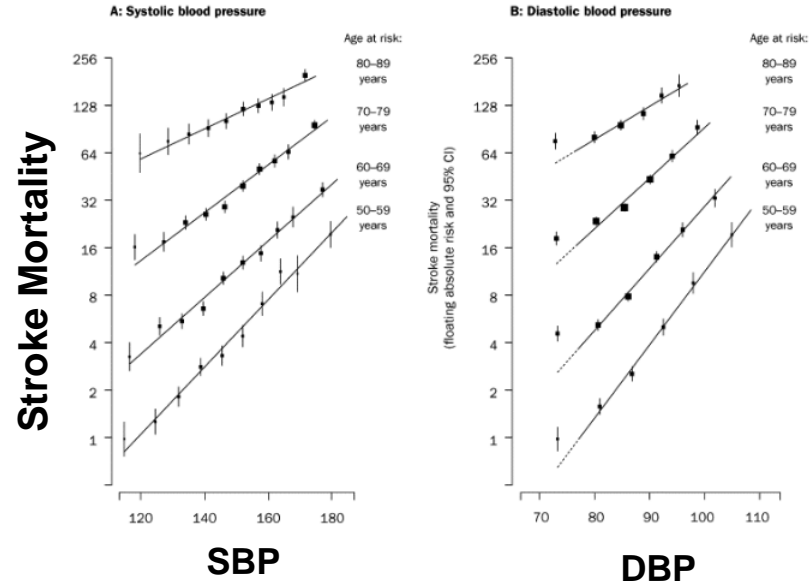 A: Systolic blood pressure
Age at risk:
80–89
years
70–79
years
60–69
years
50–59
years
256
128
64
32
16
8
4
2
1
120 140 160 180
Stroke Mortality
SBP
B: Diastolic blood pressure
Age at risk:
80–89
years
70–79
years
60–69
years
50–59
years
Stroke mortality
(floating absolute risk and 95% CI)
256
128
64
32
16
8
4
2
1
70 80 90 100 110
DBP